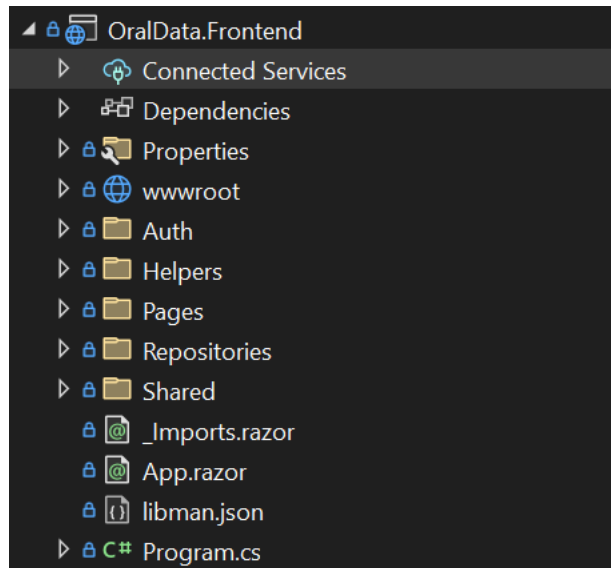 OralData.Frontend
Connected Services
Dependencies
Properties
wwwroot
Auth
Helpers
Pages
Repositories
Shared
_Imports.razor
App.razor
libman.json
C# Program.cs